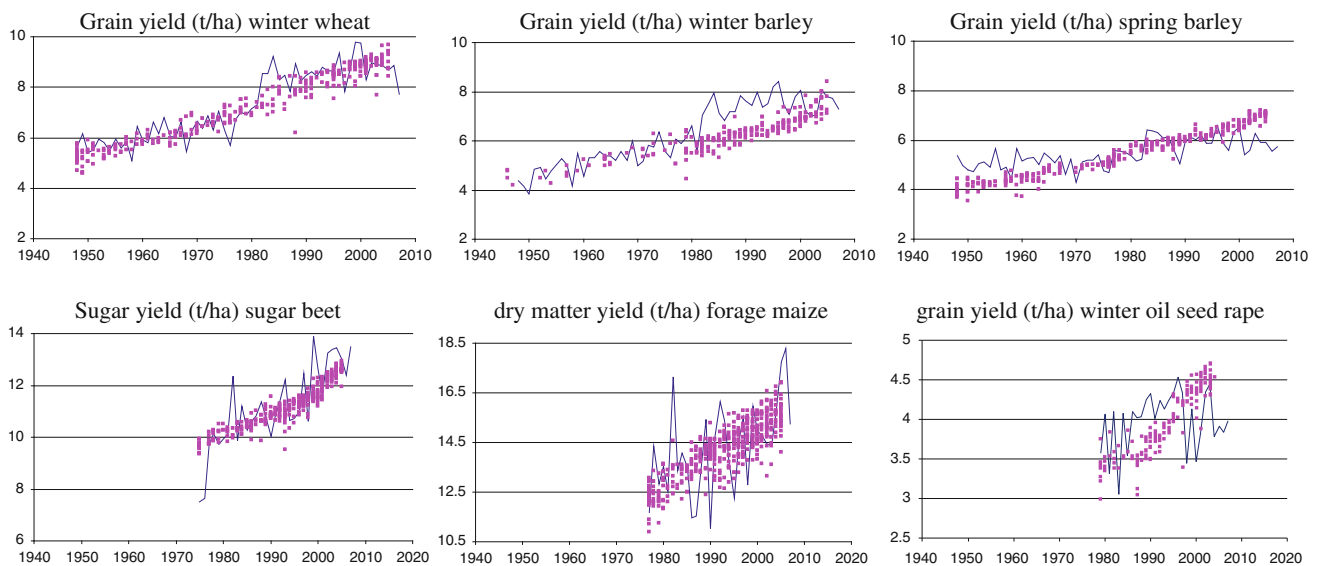 Grain yield (t/ha) winter wheat
10
8
6
4
2
1940 1950 1960 1970 1980 1990 2000 2010
Grain yield (t/ha) winter barley
10
8
6
4
2
1940 1950 1960 1970 1980 1990 2000 2010
Grain yield (t/ha) spring barley
10
8
6
4
2
1940 1950 1960 1970 1980 1990 2000 2010
Sugar yield (t/ha) sugar beet
14
12
10
8
6
1940 1950 1960 1970 1980 1990 2000 2010 2020
dry matter yield (t/ha) forage maize
18.5
16.5
14.5
12.5
10.5
1940 1950 1960 1970 1980 1990 2000 2010 2020
grain yield (t/ha) winter oil seed rape
5
4.5
4
3.5
3
2.5
1940 1950 1960 1970 1980 1990 2000 2010 2020